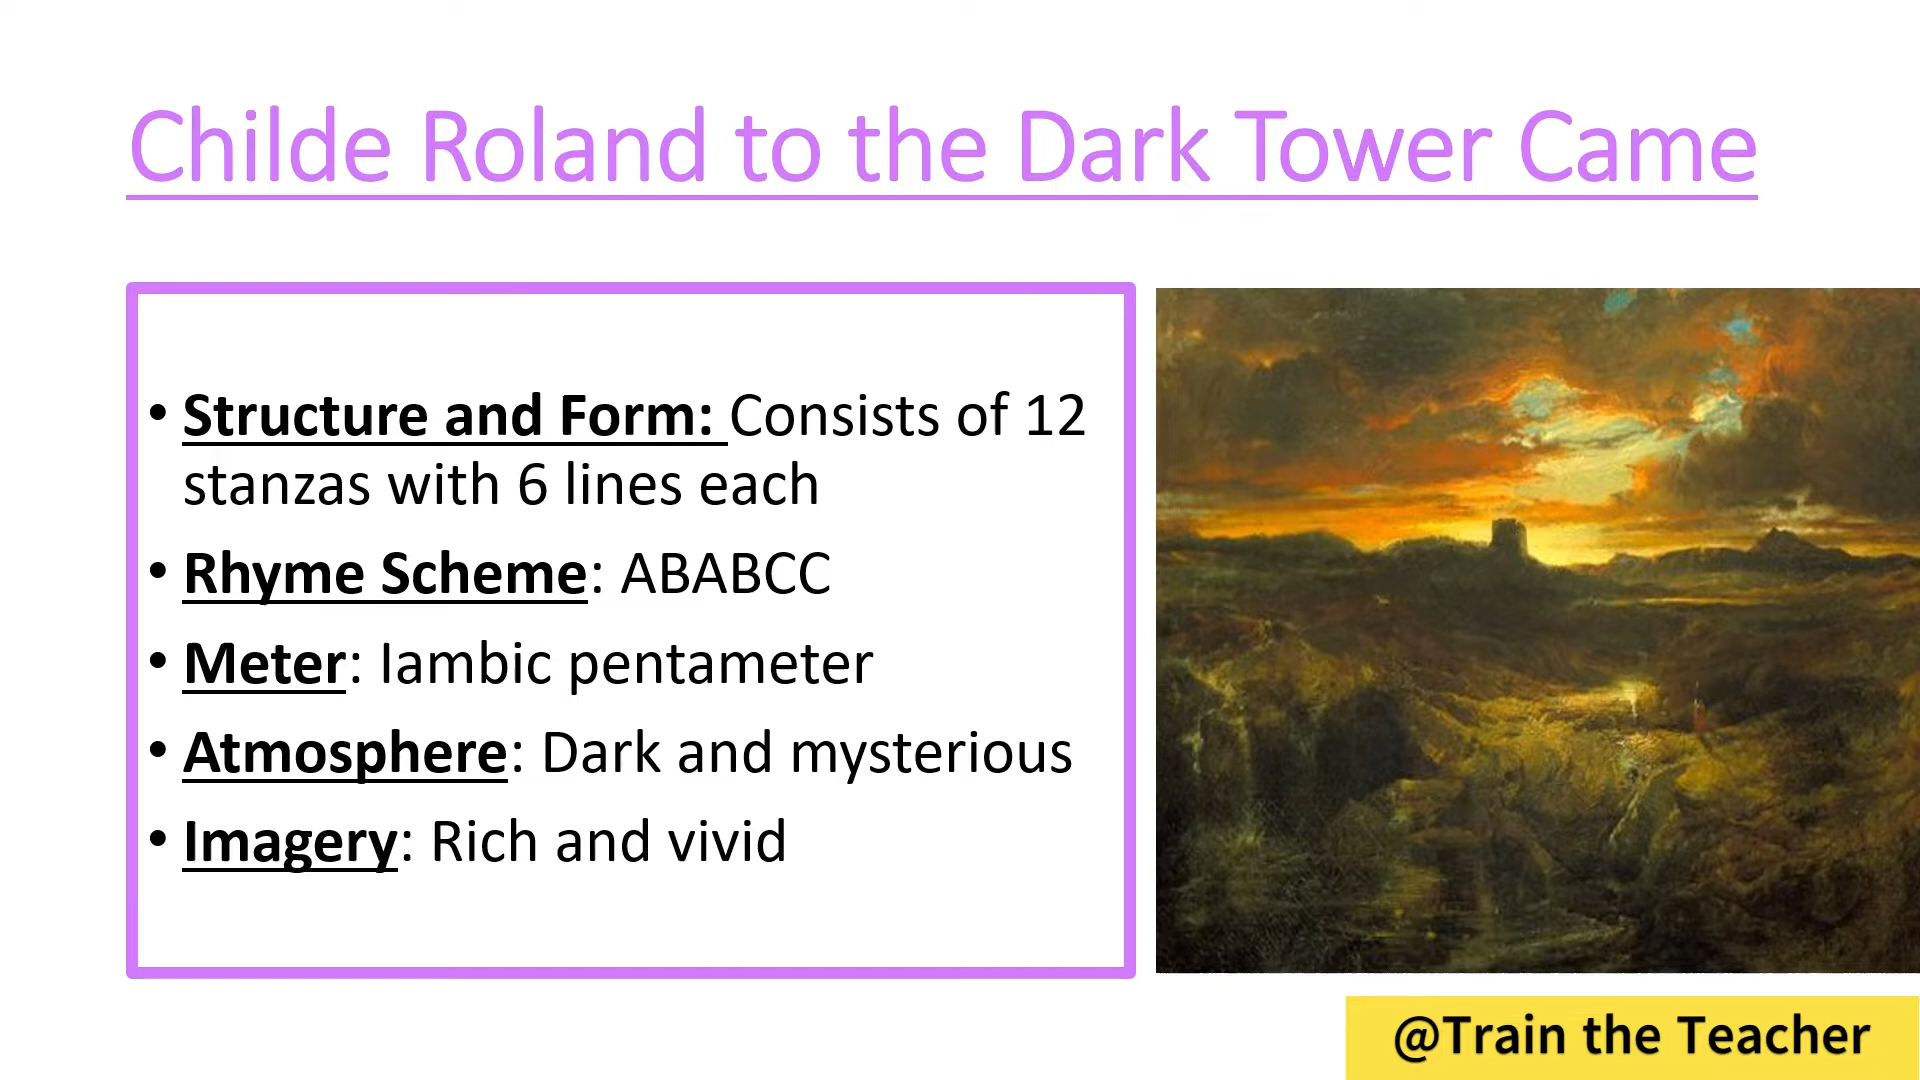 Childe Roland to the Dark Tower Came
• Structure and Form: Consists of 12
stanzas with 6 lines each
• Rhyme Scheme: ABABCC
• Meter: Iambic pentameter
• Atmosphere: Dark and mysterious
• Imagery: Rich and vivid
@Train the Teacher